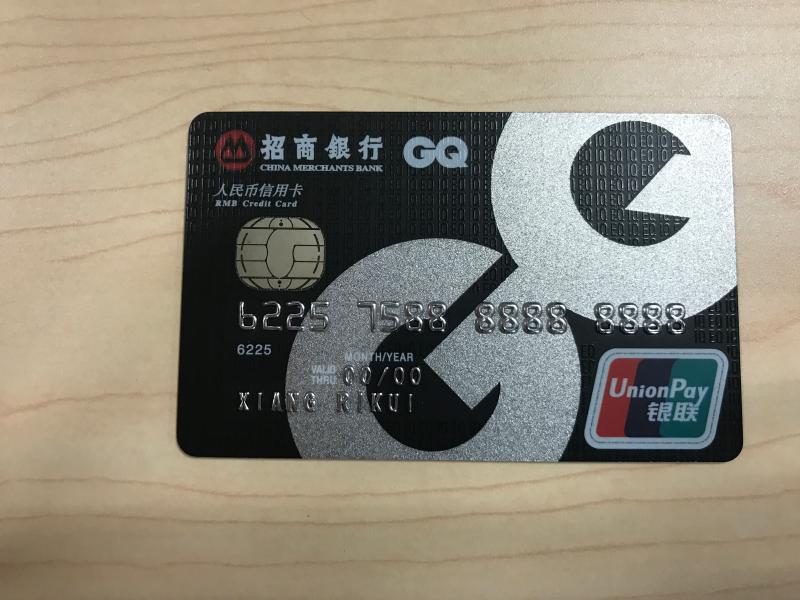 招商银行 GQ
CHINA MERCHANTS BANK
人民币信用卡
RMB Credit Card
6225 7588 8888 8888
6225
MONTH/YEAR
VALID THRU 00/00
XIANG RIKUI
UnionPay
银联